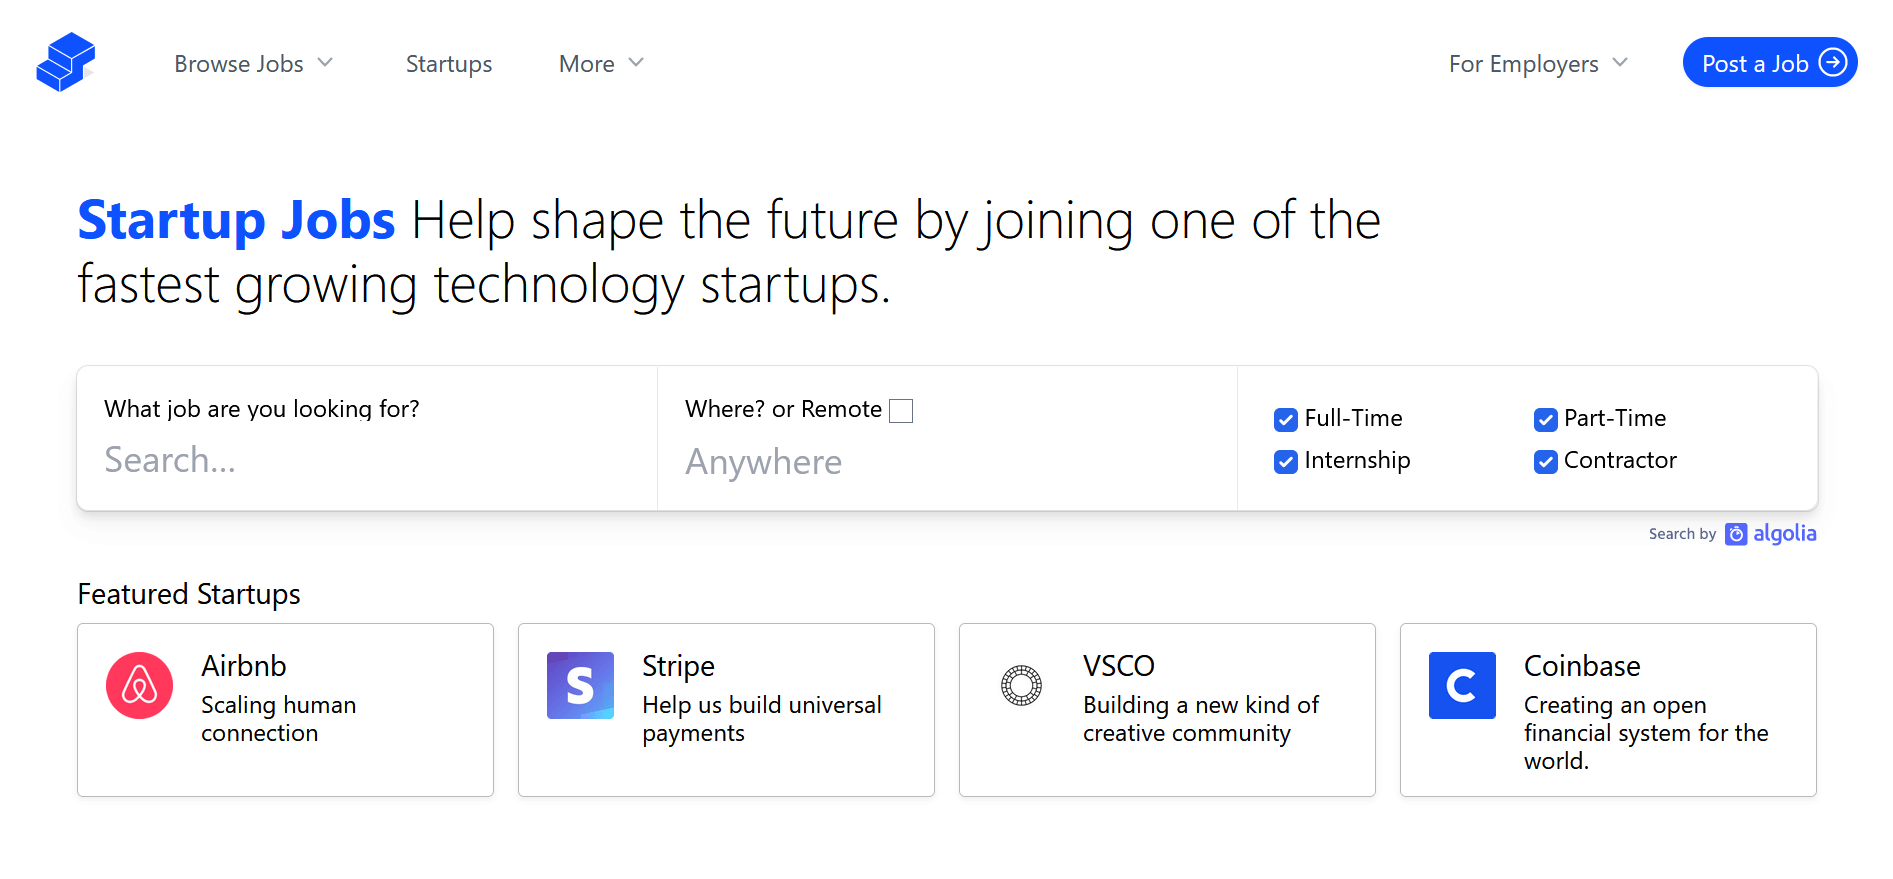 Browse Jobs
Startups
More
For Employers
Post a Job
Startup Jobs Help shape the future by joining one of the
fastest growing technology startups.
What job are you looking for?
Search...
Where? or Remote
Anywhere
Full-Time
Part-Time
Internship
Contractor
Search by algolia
Featured Startups
Airbnb
Scaling human
connection
S
Stripe
Help us build universal
payments
VSCO
Building a new kind of
creative community
C
Coinbase
Creating an open
financial system for the
world.